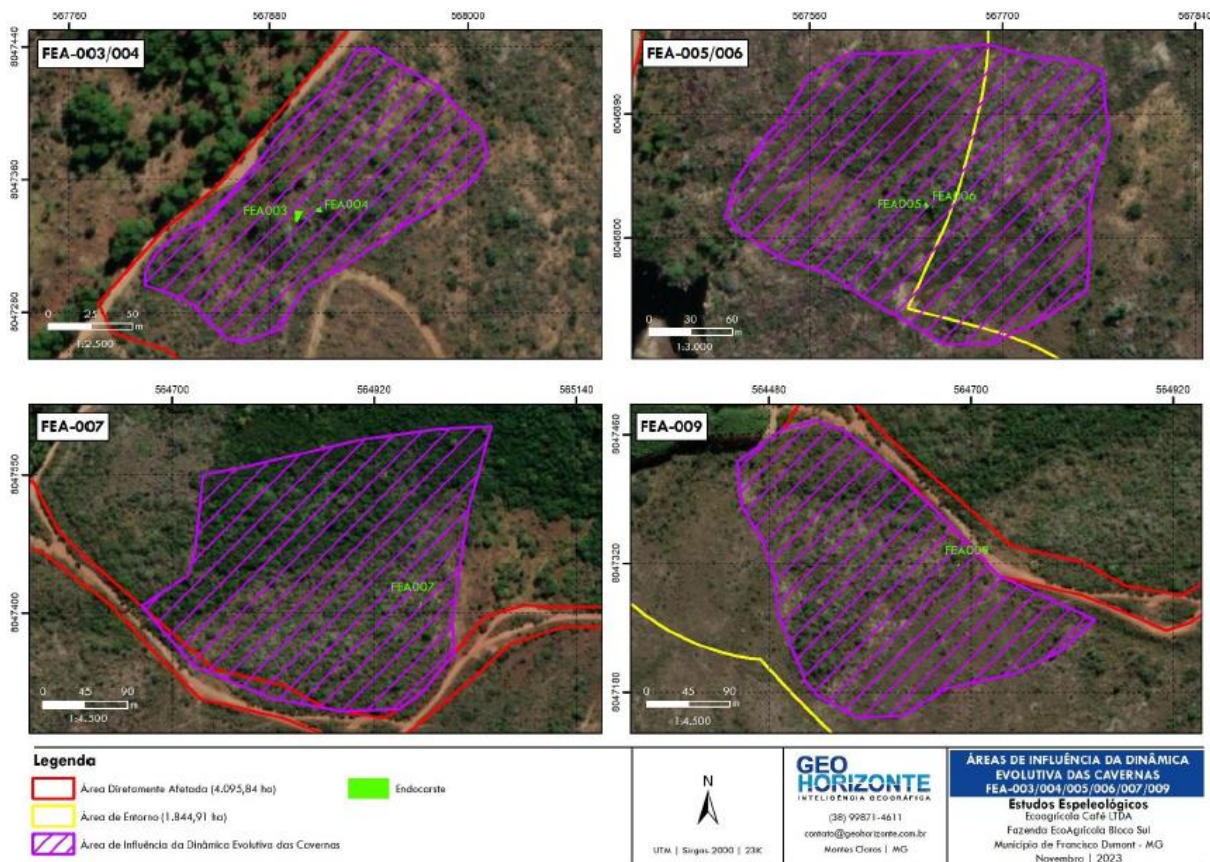 567760 567880 568000
8047440
8047360
8047280
FEA-003/004
FEA003
FEA004
0 25 50
m
1:2.500
567560 567700 567840
8046890
8046800
FEA-005/006
FEA005
FEA006
0 30 60
m
1:3.000
564700 564920 565140
8047550
8047400
FEA-007
FEA007
0 45 90
m
1:4.500
564480 564700 564920
8047460
8047320
8047180
FEA-009
FEA009
0 45 90
m
1:4.500
Legenda
Área Diretamente Afetada (4.095,84 ha)
Endocarste
Área de Entorno (1.844,91 ha)
Área de Influência da Dinâmica Evolutiva das Cavernas
N
UTM | Sirgas 2000 | 23K
GEO
HORIZONTE
INTELIGÊNCIA GEOGRÁFICA
(38) 99871-4611
contato@geohorizonte.com.br
Montes Claros | MG
ÁREAS DE INFLUÊNCIA DA DINÂMICA
EVOLUTIVA DAS CAVERNAS
FEA-003/004/005/006/007/009
Estudos Espeleológicos
Ecoagrícola Café LTDA
Fazenda EcoAgrícola Bloco Sul
Município de Francisco Dumont - MG
Novembro | 2023